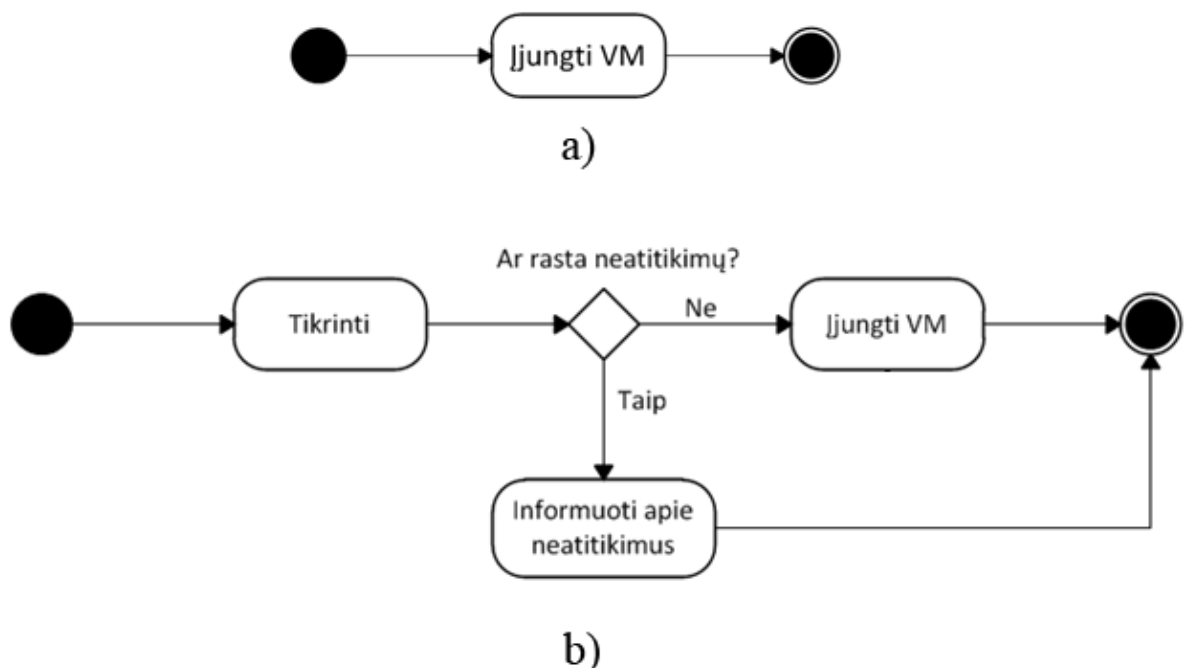 Įjungti VM
a)
Ar rasta neatitikimų?
Tikrinti
Ne
Įjungti VM
Taip
Informuoti apie
neatitikimus
b)